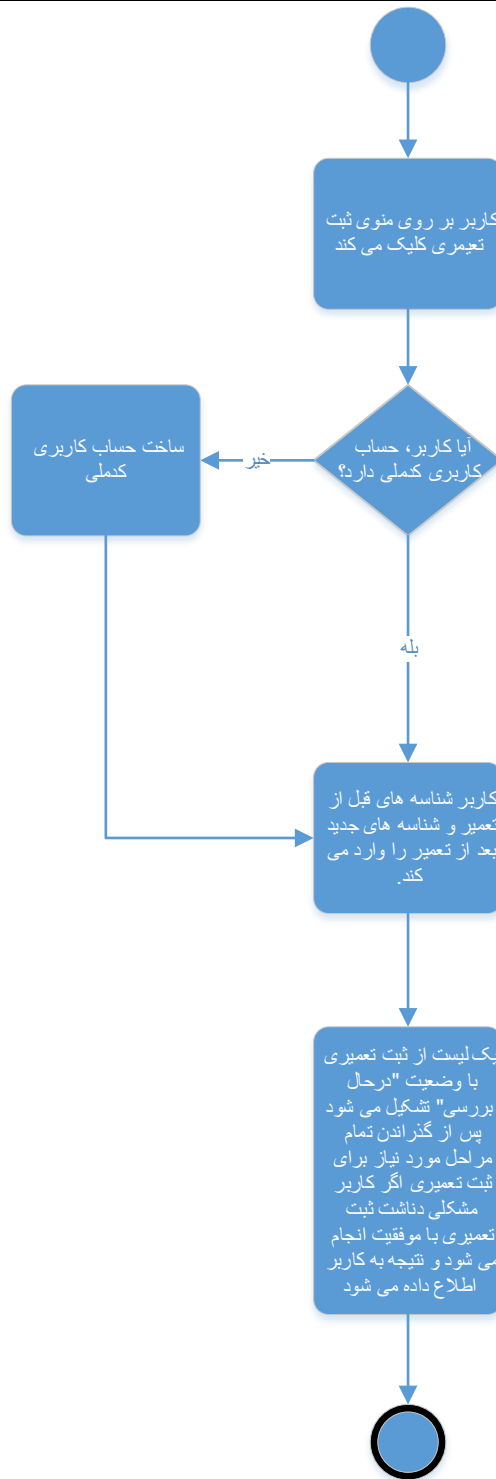 کاربر بر روی منوی ثبت
تعیمری کلیک می کند
آیا کاربر، حساب
کاربری کدملی دارد؟
خیر
ساخت حساب کاربری
کدملی
بله
کاربر شناسه های قبل از
تعمیر و شناسه های جدید
بعد از تعمیر را وارد می
کند.
یک لیست از ثبت تعمیری
با وضعیت "درحال
بررسی" تشکیل می شود
پس از گذراندن تمام
مراحل مورد نیاز برای
ثبت تعمیری اگر کاربر
مشکلی دناشت ثبت
تعمیری با موفقیت انجام
می شود و نتیجه به کاربر
اطلاع داده می شود